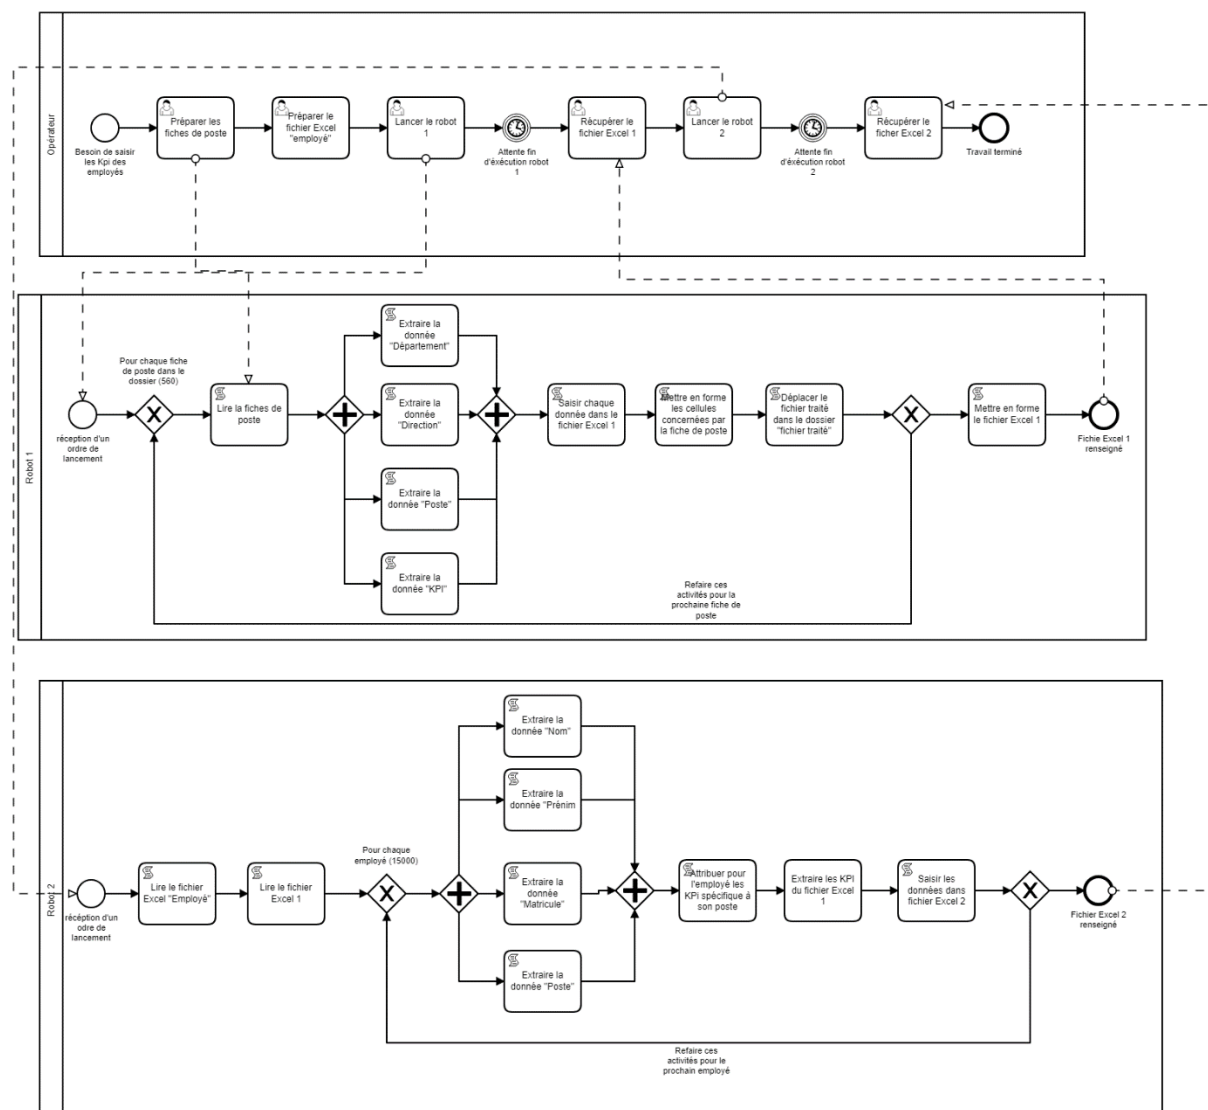 Opérateur
Besoin de saisir
les Kpi des
employés
Préparer les
fiches de poste
Préparer le
fichier Excel
"employé"
Lancer le robot
1
Attente fin
d'éxécution robot
1
Récupérer le
fichier Excel 1
Lancer le robot
2
Attente fin
d'éxécution robot
2
Récupérer le
ficher Excel 2
Travail terminé
Robot 1
réception d'un
ordre de
lancement
Pour chaque fiche
de poste dans le
dossier (560)
Lire la fiches de
poste
Extraire la
donnée
"Département"
Extraire la
donnée
"Direction"
Extraire la
donnée "Poste"
Extraire la
donnée "KPI"
Saisir chaque
donnée dans le
fichier Excel 1
Mettre en forme
les cellules
concernées par
la fiche de poste
Déplacer le
fichier traité
dans le dossier
"fichier traité"
Mettre en forme
le fichier Excel 1
Fichie Excel 1
renseigné
Refaire ces
activités pour la
prochaine fiche de
poste
Robot 2
récéption d'un
odre de
lancement
Lire le fichier
Excel "Employé"
Lire le fichier
Excel 1
Pour chaque
employé (15000)
Extraire la
donnée "Nom"
Extraire la
donnée "Prénim
Extraire la
donnée
"Matricule"
Extraire la
donnée "Poste"
Attribuer pour
l'employé les
KPI spécifique à
son poste
Extraire les KPI
du fichier Excel
1
Saisir les
données dans
fichier Excel 2
Fichier Excel 2
renseigné
Refaire ces
activités pour le
prochain employé